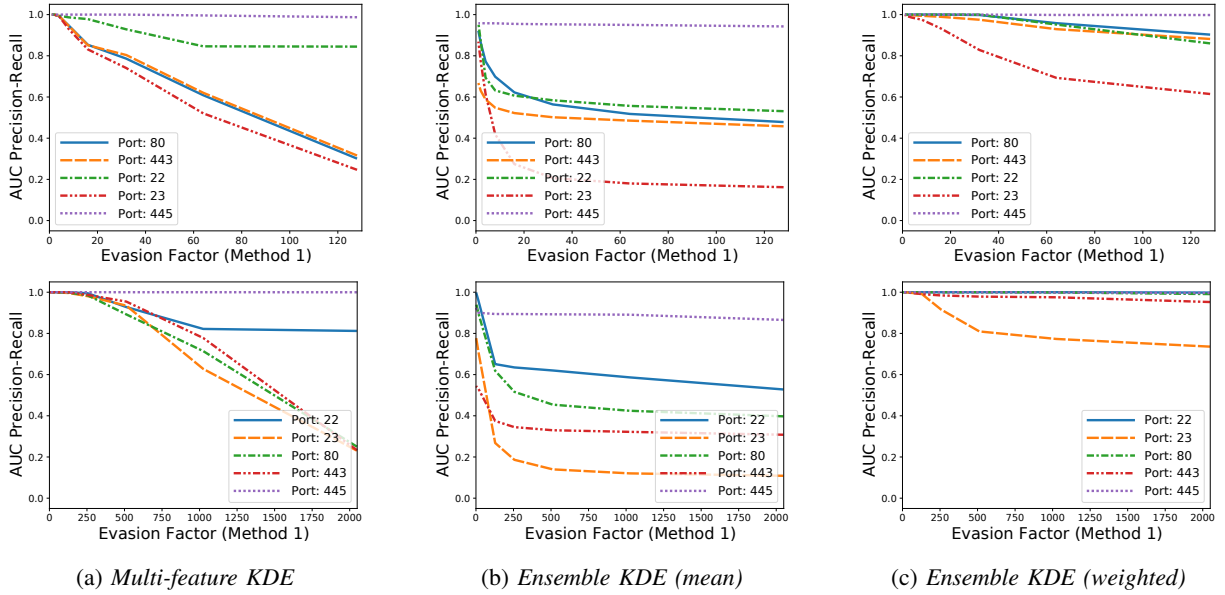 AUC Precision-Recall
1.0
0.8
0.6
0.4
0.2
0.0
Port: 80
Port: 443
Port: 22
Port: 23
Port: 445
0 20 40 60 80 100 120
Evasion Factor (Method 1)
AUC Precision-Recall
1.0
0.8
0.6
0.4
0.2
0.0
Port: 80
Port: 443
Port: 22
Port: 23
Port: 445
0 20 40 60 80 100 120
Evasion Factor (Method 1)
AUC Precision-Recall
1.0
0.8
0.6
0.4
0.2
0.0
Port: 80
Port: 443
Port: 22
Port: 23
Port: 445
0 20 40 60 80 100 120
Evasion Factor (Method 1)
AUC Precision-Recall
1.0
0.8
0.6
0.4
0.2
0.0
Port: 22
Port: 23
Port: 80
Port: 443
Port: 445
0 250 500 750 1000 1250 1500 1750 2000
Evasion Factor (Method 1)
AUC Precision-Recall
1.0
0.8
0.6
0.4
0.2
0.0
Port: 22
Port: 23
Port: 80
Port: 443
Port: 445
0 250 500 750 1000 1250 1500 1750 2000
Evasion Factor (Method 1)
AUC Precision-Recall
1.0
0.8
0.6
0.4
0.2
0.0
Port: 22
Port: 23
Port: 80
Port: 443
Port: 445
0 250 500 750 1000 1250 1500 1750 2000
Evasion Factor (Method 1)
(a) Multi-feature KDE
(b) Ensemble KDE (mean)
(c) Ensemble KDE (weighted)